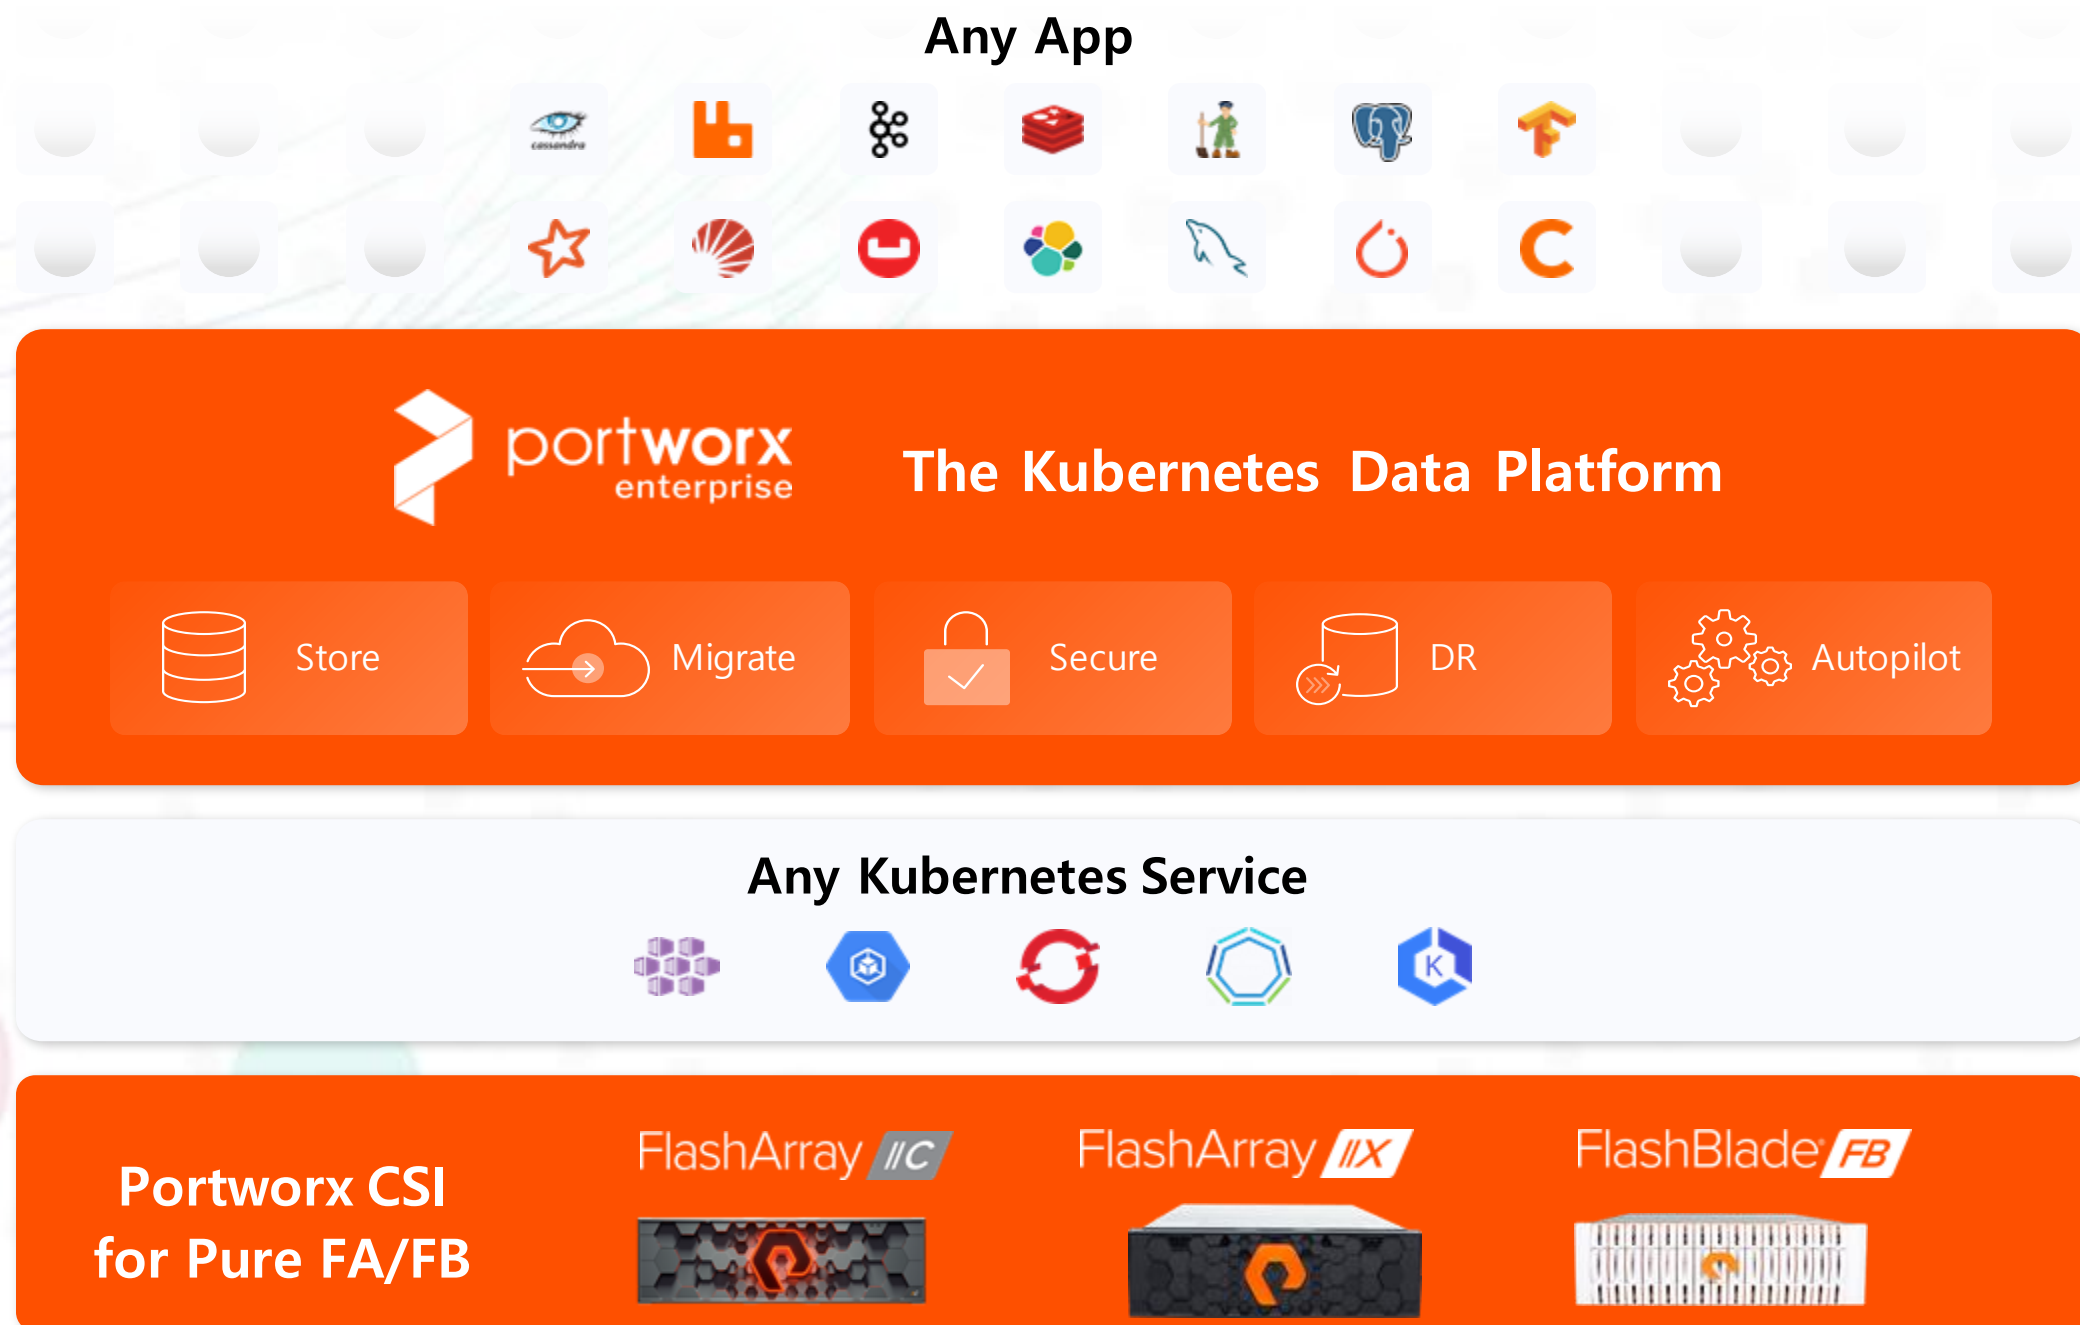 Any App
cassandra
portworx
enterprise
The Kubernetes Data Platform
Store
Migrate
Secure
DR
Autopilot
Any Kubernetes Service
K
Portworx CSI
for Pure FA/FB
FlashArray //C
FlashArray //X
FlashBlade® FB